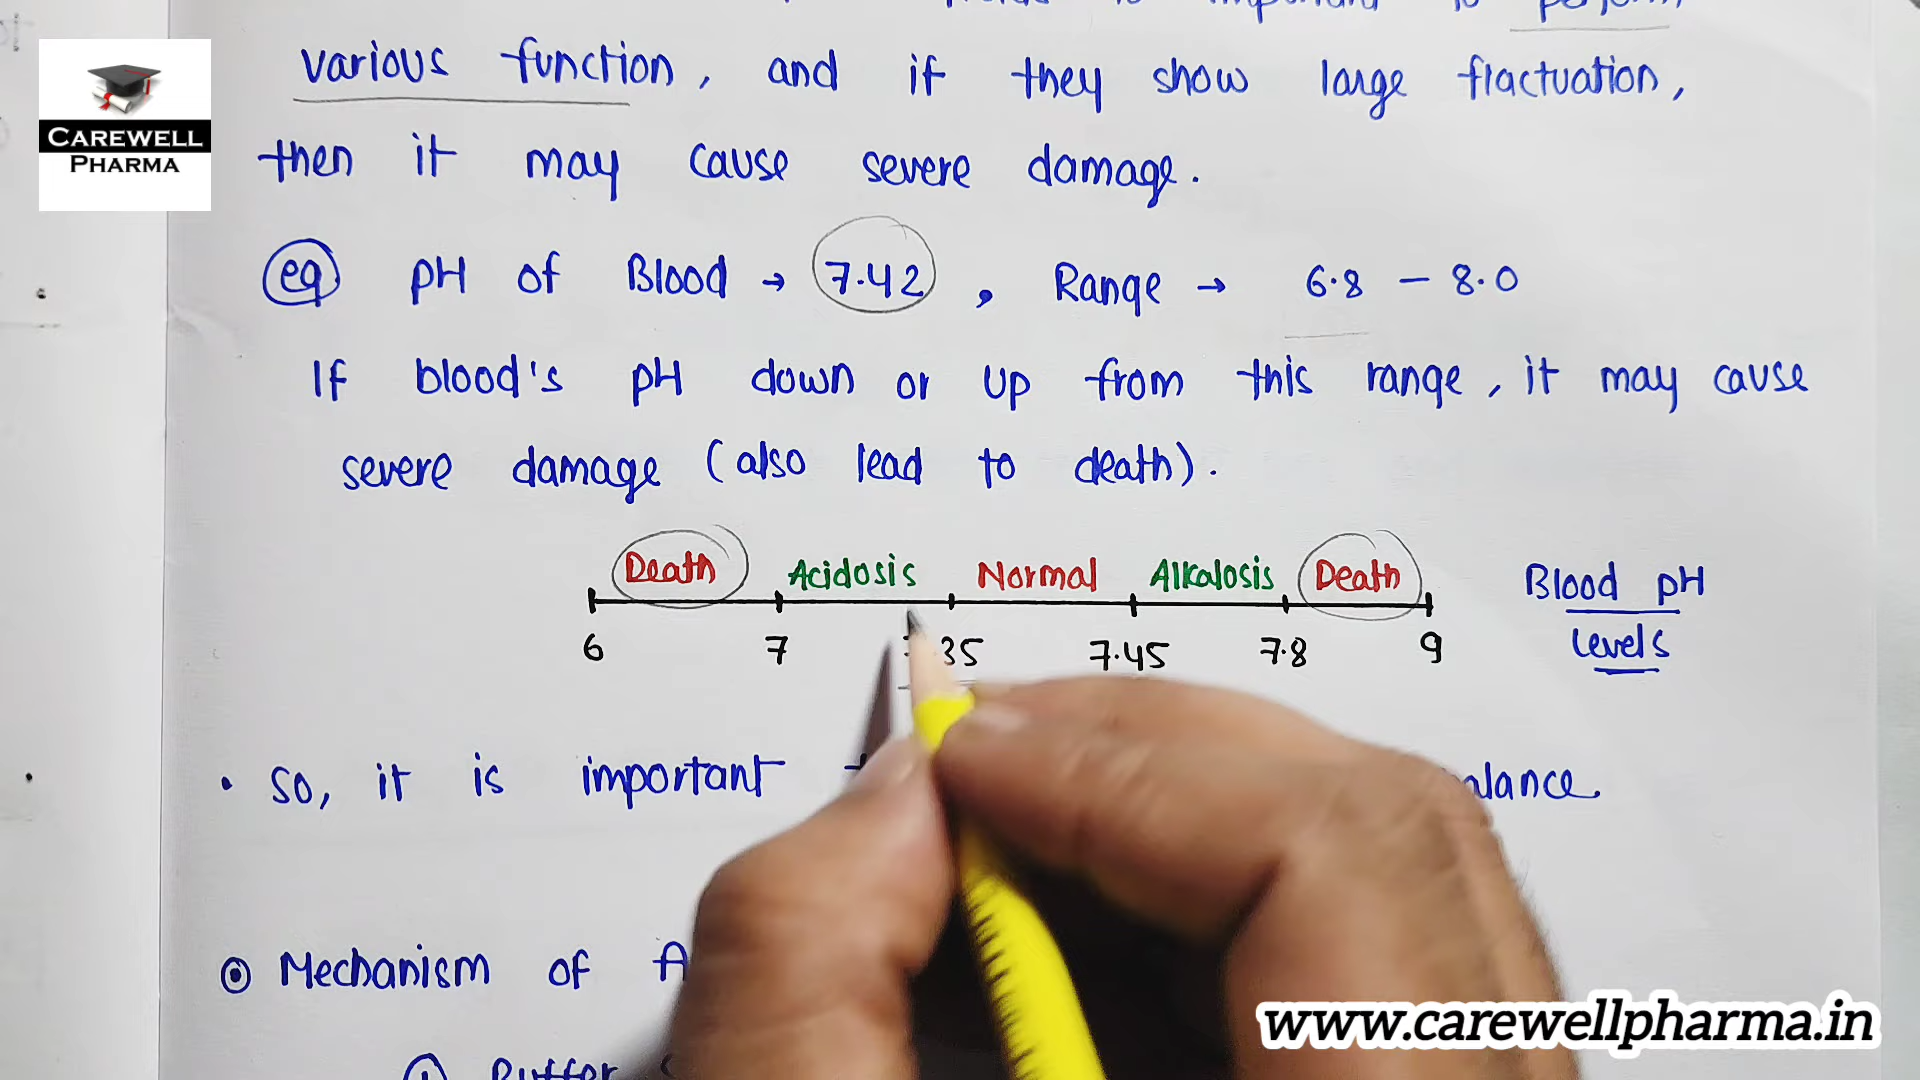 various function, and if they show large flactuation,
CAREWELL
PHARMA
then it may cause severe damage.
eg pH of Blood → 7.42, Range → 6.8 – 8.0
If blood's pH down or up from this range, it may cause
severe damage (also lead to death).
Death Acidosis Normal Alkalosis Death
6 7 7.45 7.8 9
Blood pH
levels
• So, it is important
Mechanism of
www.carewellpharma.in